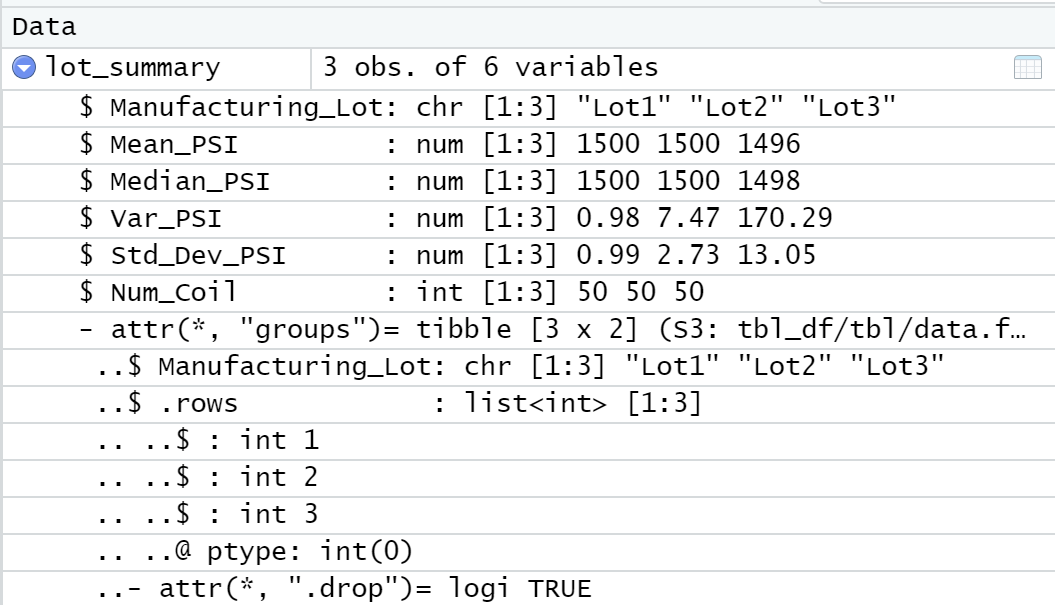 Data
lot_summary 3 obs. of 6 variables
$ Manufacturing_Lot: chr [1:3] "Lot1" "Lot2" "Lot3"
$ Mean_PSI : num [1:3] 1500 1500 1496
$ Median_PSI : num [1:3] 1500 1500 1498
$ Var_PSI : num [1:3] 0.98 7.47 170.29
$ Std_Dev_PSI : num [1:3] 0.99 2.73 13.05
$ Num_Coil : int [1:3] 50 50 50
- attr(*, "groups")= tibble [3 x 2] (S3: tbl_df/tbl/data.f…
..$ Manufacturing_Lot: chr [1:3] "Lot1" "Lot2" "Lot3"
..$ .rows : list<int> [1:3]
.. ..$ : int 1
.. ..$ : int 2
.. ..$ : int 3
.. ..@ ptype: int(0)
..- attr(*, ".drop")= logi TRUE